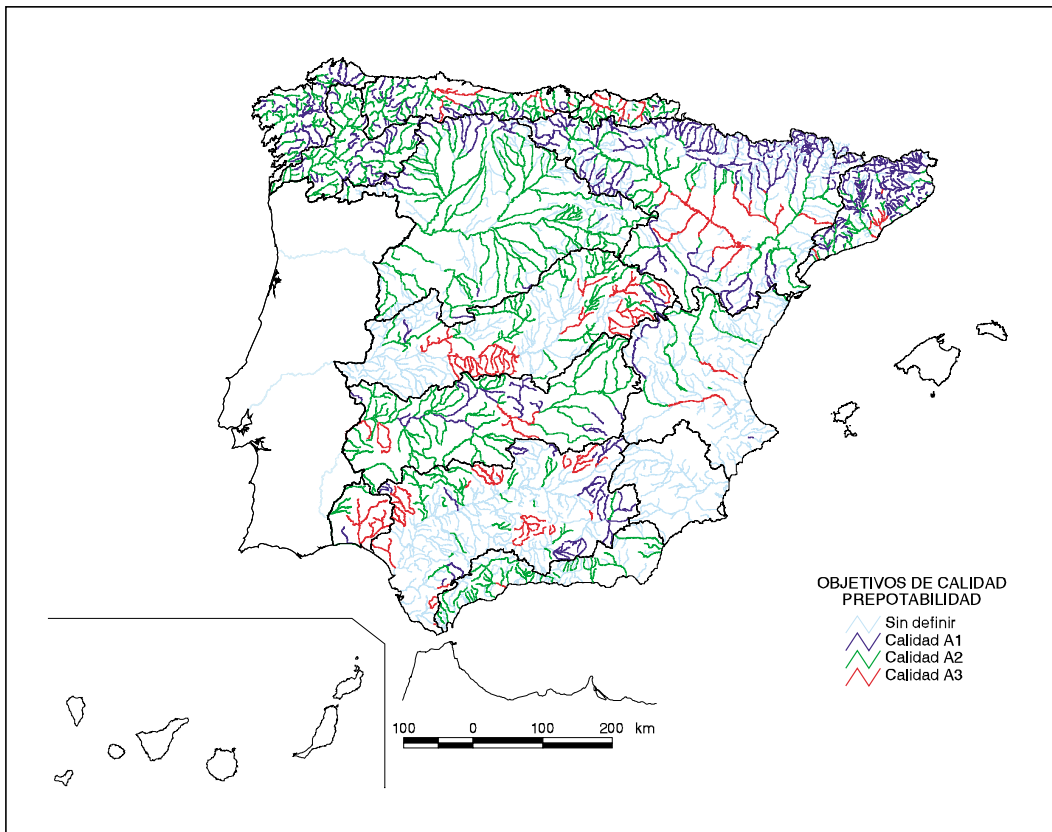 OBJETIVOS DE CALIDAD
PREPOTABILIDAD
Sin definir
Calidad A1
Calidad A2
Calidad A3
100 0 100 200 km